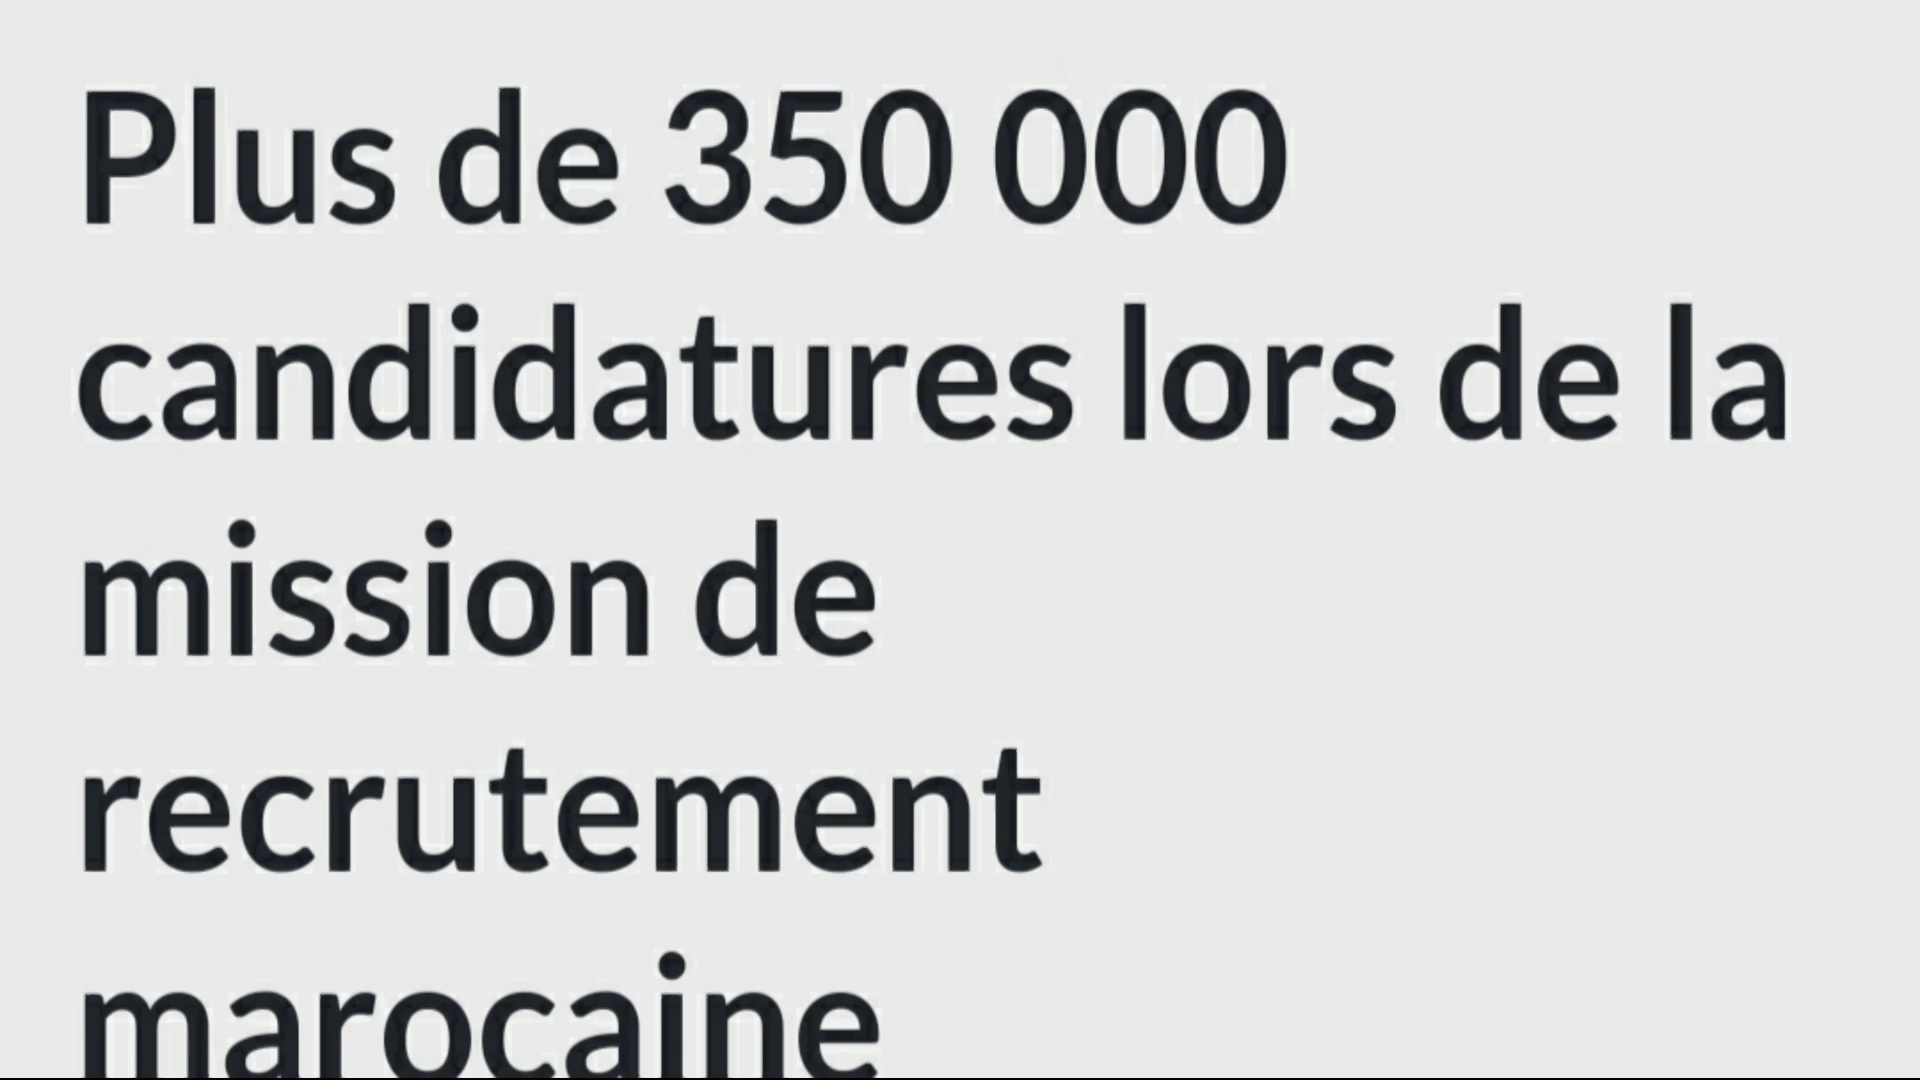 Plus de 350 000
candidatures lors de la
mission de
recrutement
marocaine